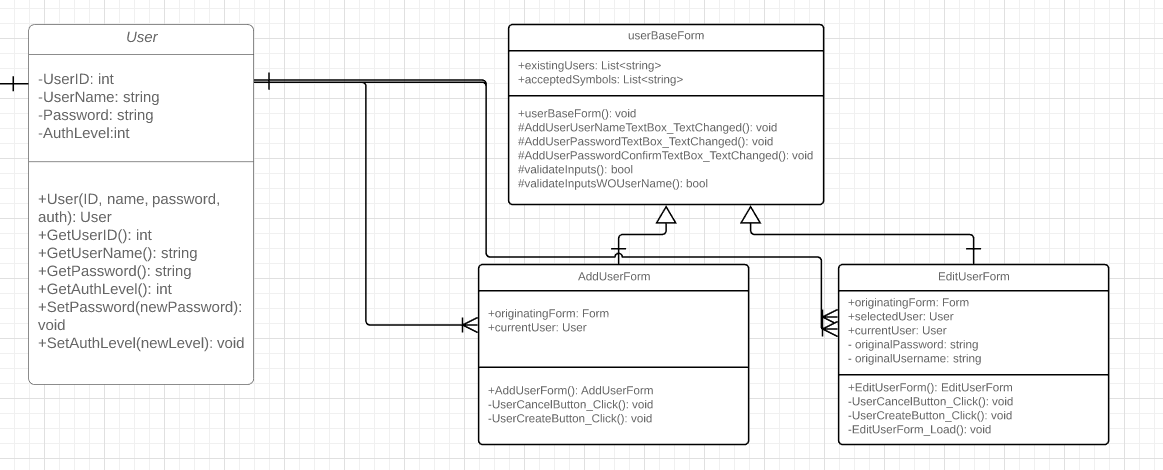 User
-UserID: int
-UserName: string
-Password: string
-AuthLevel:int
+User(ID, name, password,
auth): User
+GetUserID(): int
+GetUserName(): string
+GetPassword(): string
+GetAuthLevel(): int
+SetPassword(newPassword):
void
+SetAuthLevel(newLevel): void
userBaseForm
+existingUsers: List<string>
+acceptedSymbols: List<string>
+userBaseForm(): void
#AddUserUserNameTextBox_TextChanged(): void
#AddUserPasswordTextBox_TextChanged(): void
#AddUserPasswordConfirmTextBox_TextChanged(): void
#validateInputs(): bool
#validateInputsWOUserName(): bool
AddUserForm
+originatingForm: Form
+currentUser: User
+AddUserForm(): AddUserForm
-UserCancelButton_Click(): void
-UserCreateButton_Click(): void
EditUserForm
+originatingForm: Form
+selectedUser: User
+currentUser: User
- originalPassword: string
- originalUsername: string
+EditUserForm(): EditUserForm
-UserCancelButton_Click(): void
-UserCreateButton_Click(): void
-EditUserForm_Load(): void